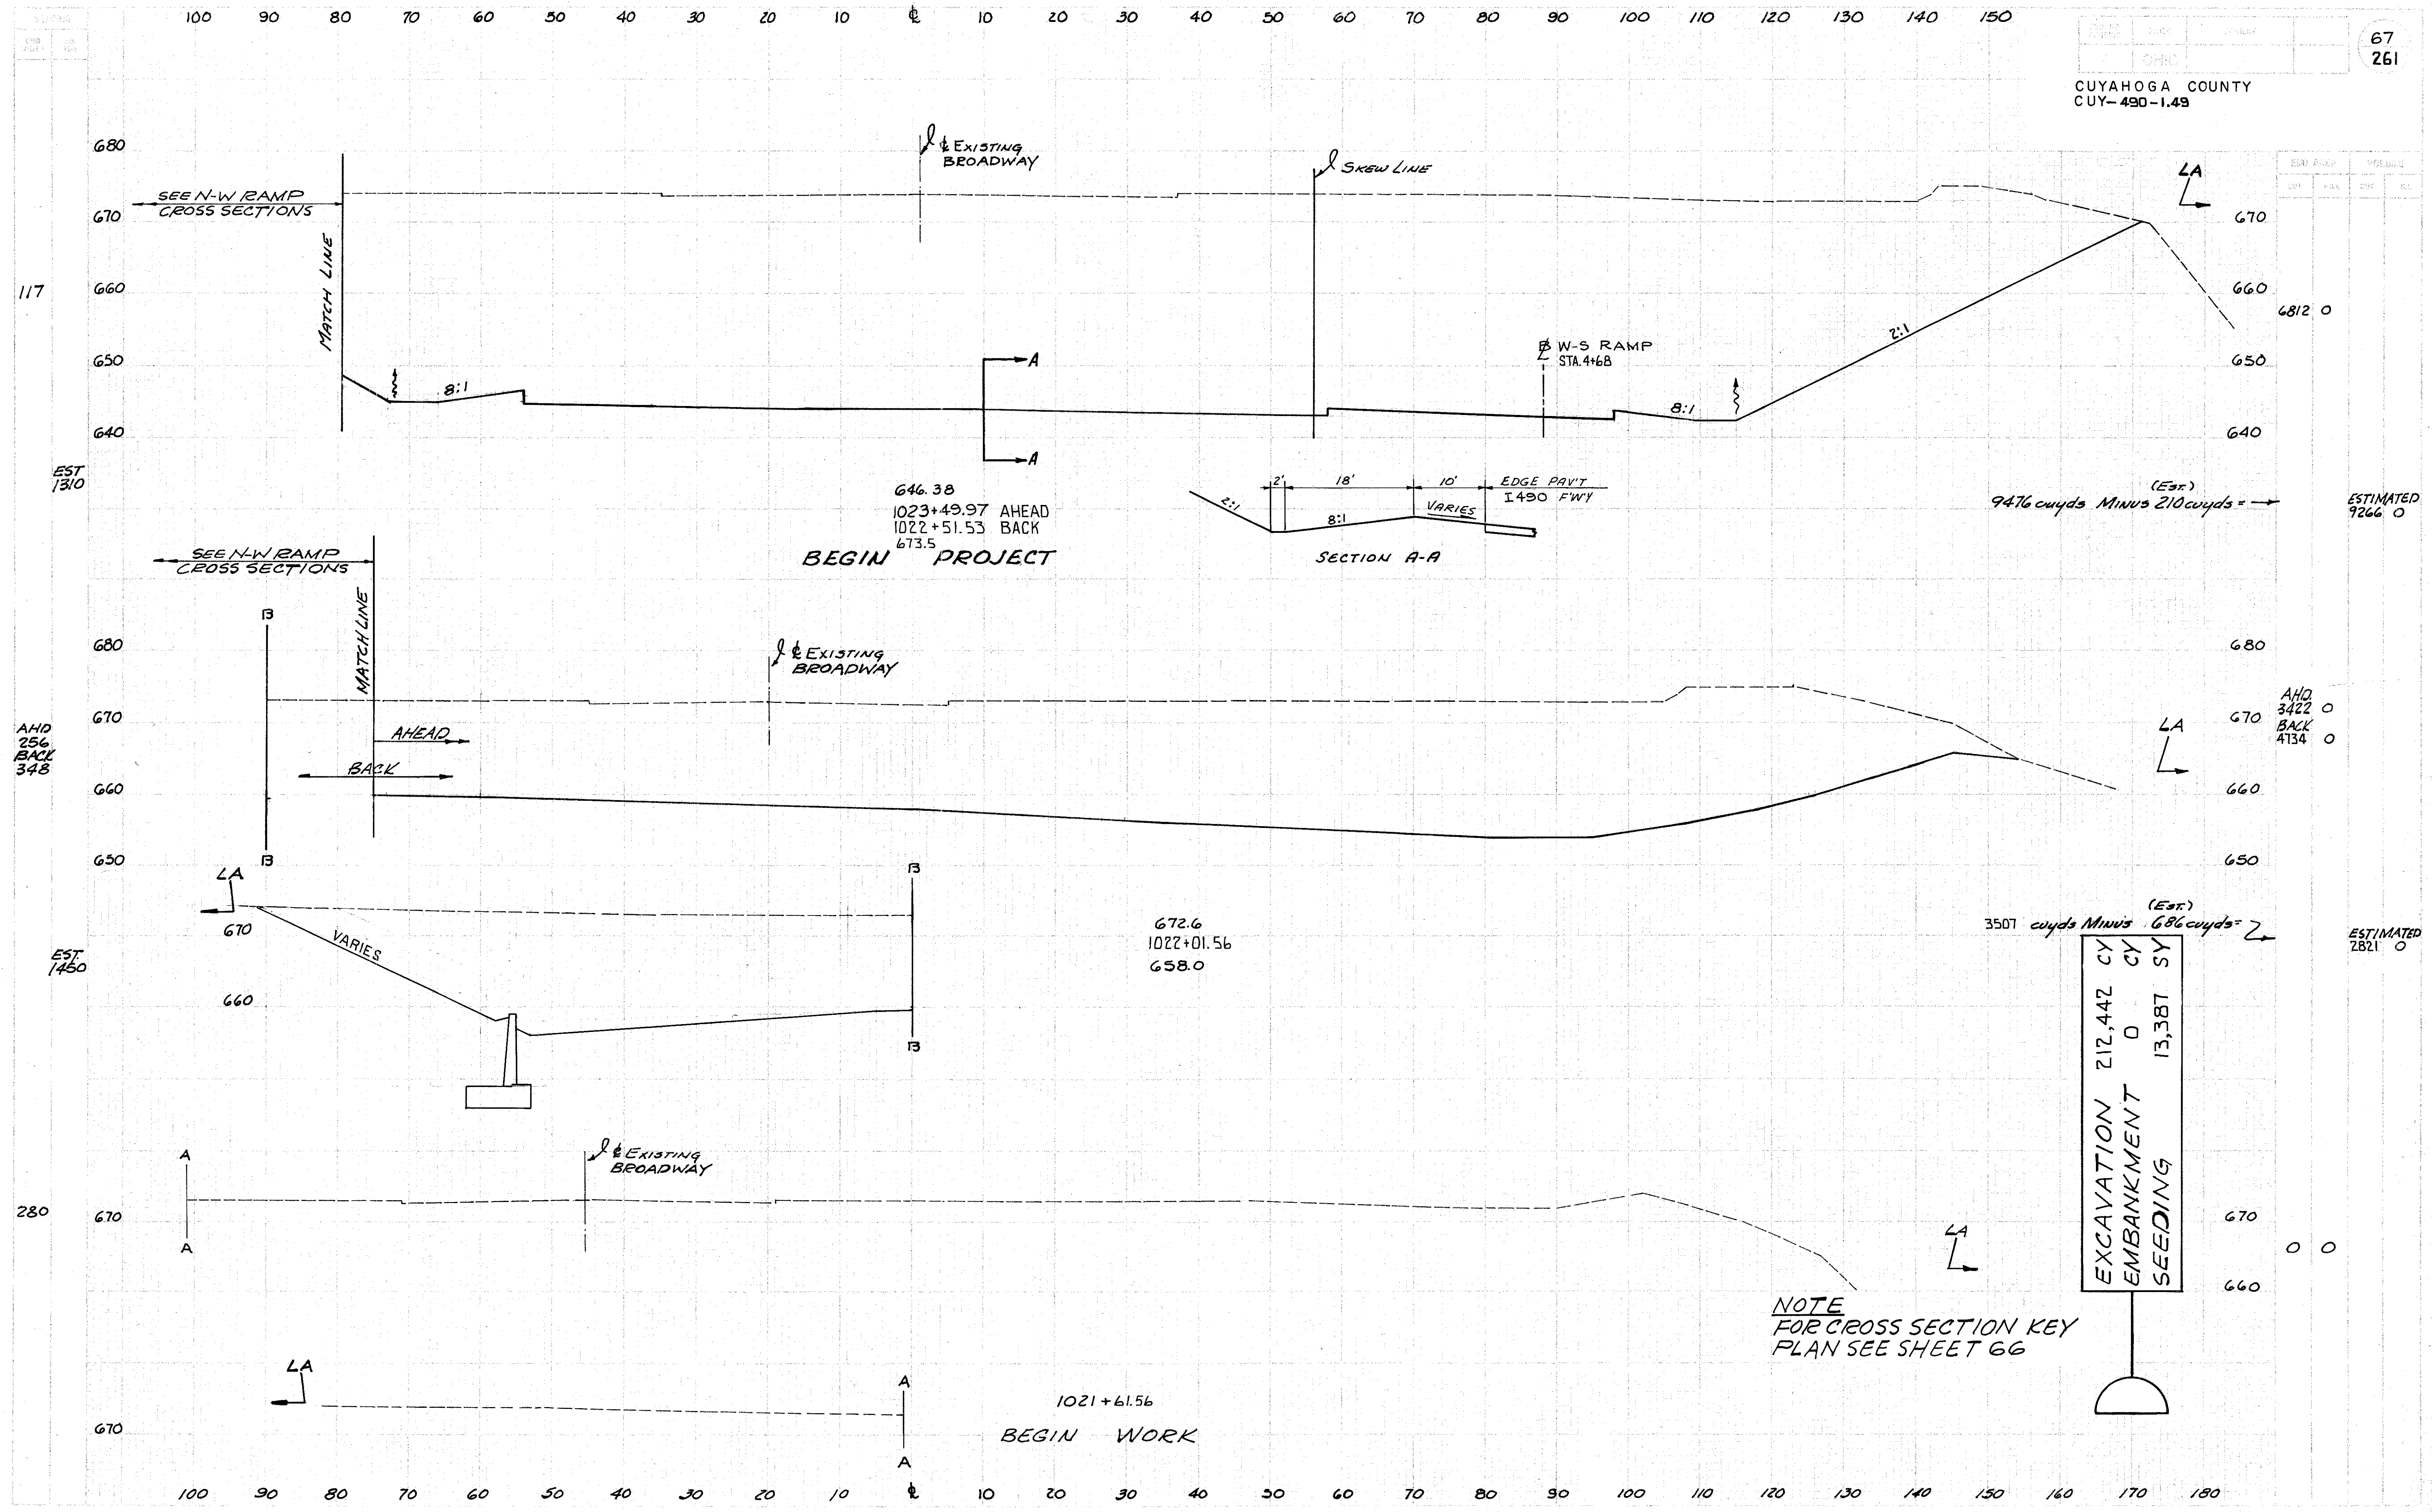 100 90 80 70 60 50 40 30 20 10 ℄ 10 20 30 40 50 60 70 80 90 100 110 120 130 140 150
67
261
OHIO
CUYAHOGA COUNTY
CUY-490-1.49
680
℄ EXISTING
BROADWAY
SKEW LINE
LA
SEE N-W RAMP
CROSS SECTIONS
670
670
MATCH LINE
117
660
660
6812 0
650
A
W-S RAMP
STA. 4+68
2:1
650
8:1
8:1
640
640
A
EST
1310
646.38
1023+49.97 AHEAD
1022+51.53 BACK
673.5
BEGIN PROJECT
2:1
2'
18'
10'
EDGE PAV'T
I490 F'WY
8:1
VARIES
SECTION A-A
(EST.)
9476 cuyds MINUS 210 cuyds =
ESTIMATED
9266 0
SEE N-W RAMP
CROSS SECTIONS
MATCH LINE
B
680
℄ EXISTING
BROADWAY
680
AHD
256
BACK
348
670
AHEAD
BACK
LA
670
AHD.
3422 0
BACK
4734 0
660
660
650
B
650
LA
B
670
VARIES
672.6
1022+01.56
658.0
(EST.)
3507 cuyds MINUS 686 cuyds =
ESTIMATED
2821 0
EST.
1450
660
B
EXCAVATION 212,442 CY
EMBANKMENT 0 CY
SEEDING 13,387 SY
A
℄ EXISTING
BROADWAY
280
670
670
A
LA
0 0
660
NOTE
FOR CROSS SECTION KEY
PLAN SEE SHEET 66
LA
A
1021+61.56
670
BEGIN WORK
A
100 90 80 70 60 50 40 30 20 10 ℄ 10 20 30 40 50 60 70 80 90 100 110 120 130 140 150 160 170 180